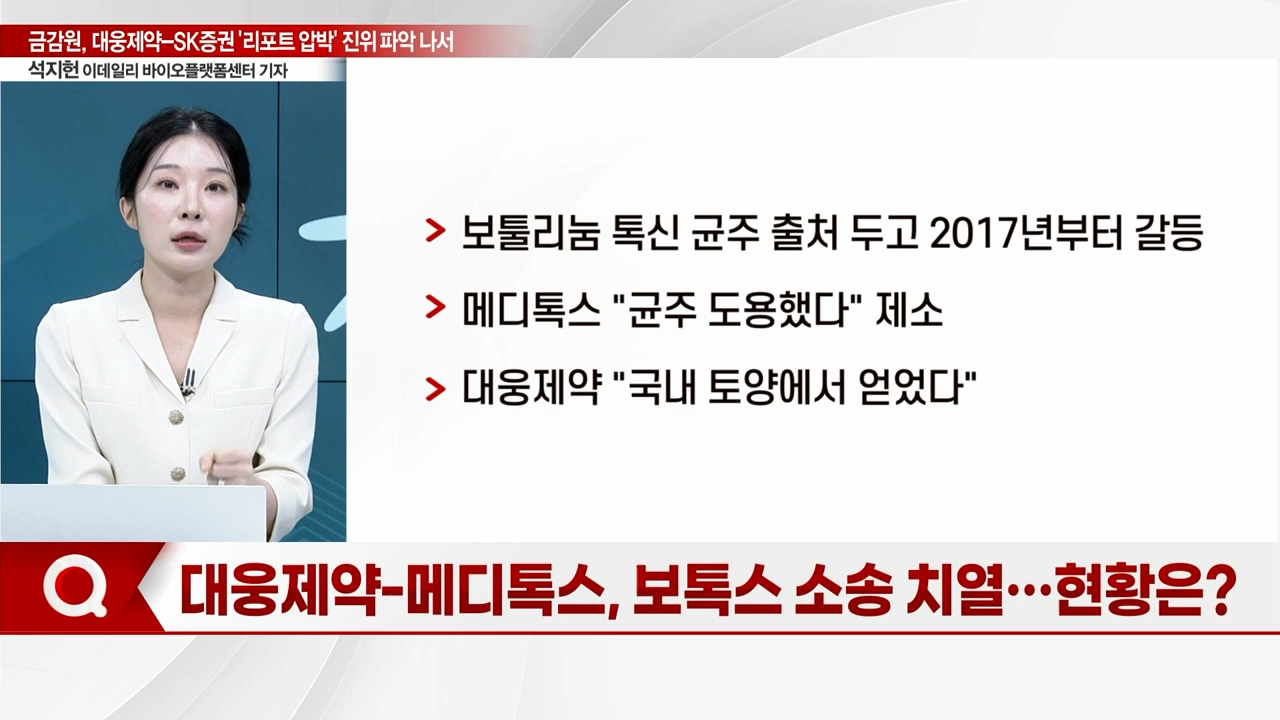 금감원, 대웅제약-SK증권 '리포트 압박' 진위 파악 나서
석지헌 이데일리 바이오플랫폼센터 기자
> 보툴리눔 톡신 균주 출처 두고 2017년부터 갈등
> 메디톡스 "균주 도용했다" 제소
> 대웅제약 "국내 토양에서 얻었다"
Q 대웅제약-메디톡스, 보톡스 소송 치열…현황은?